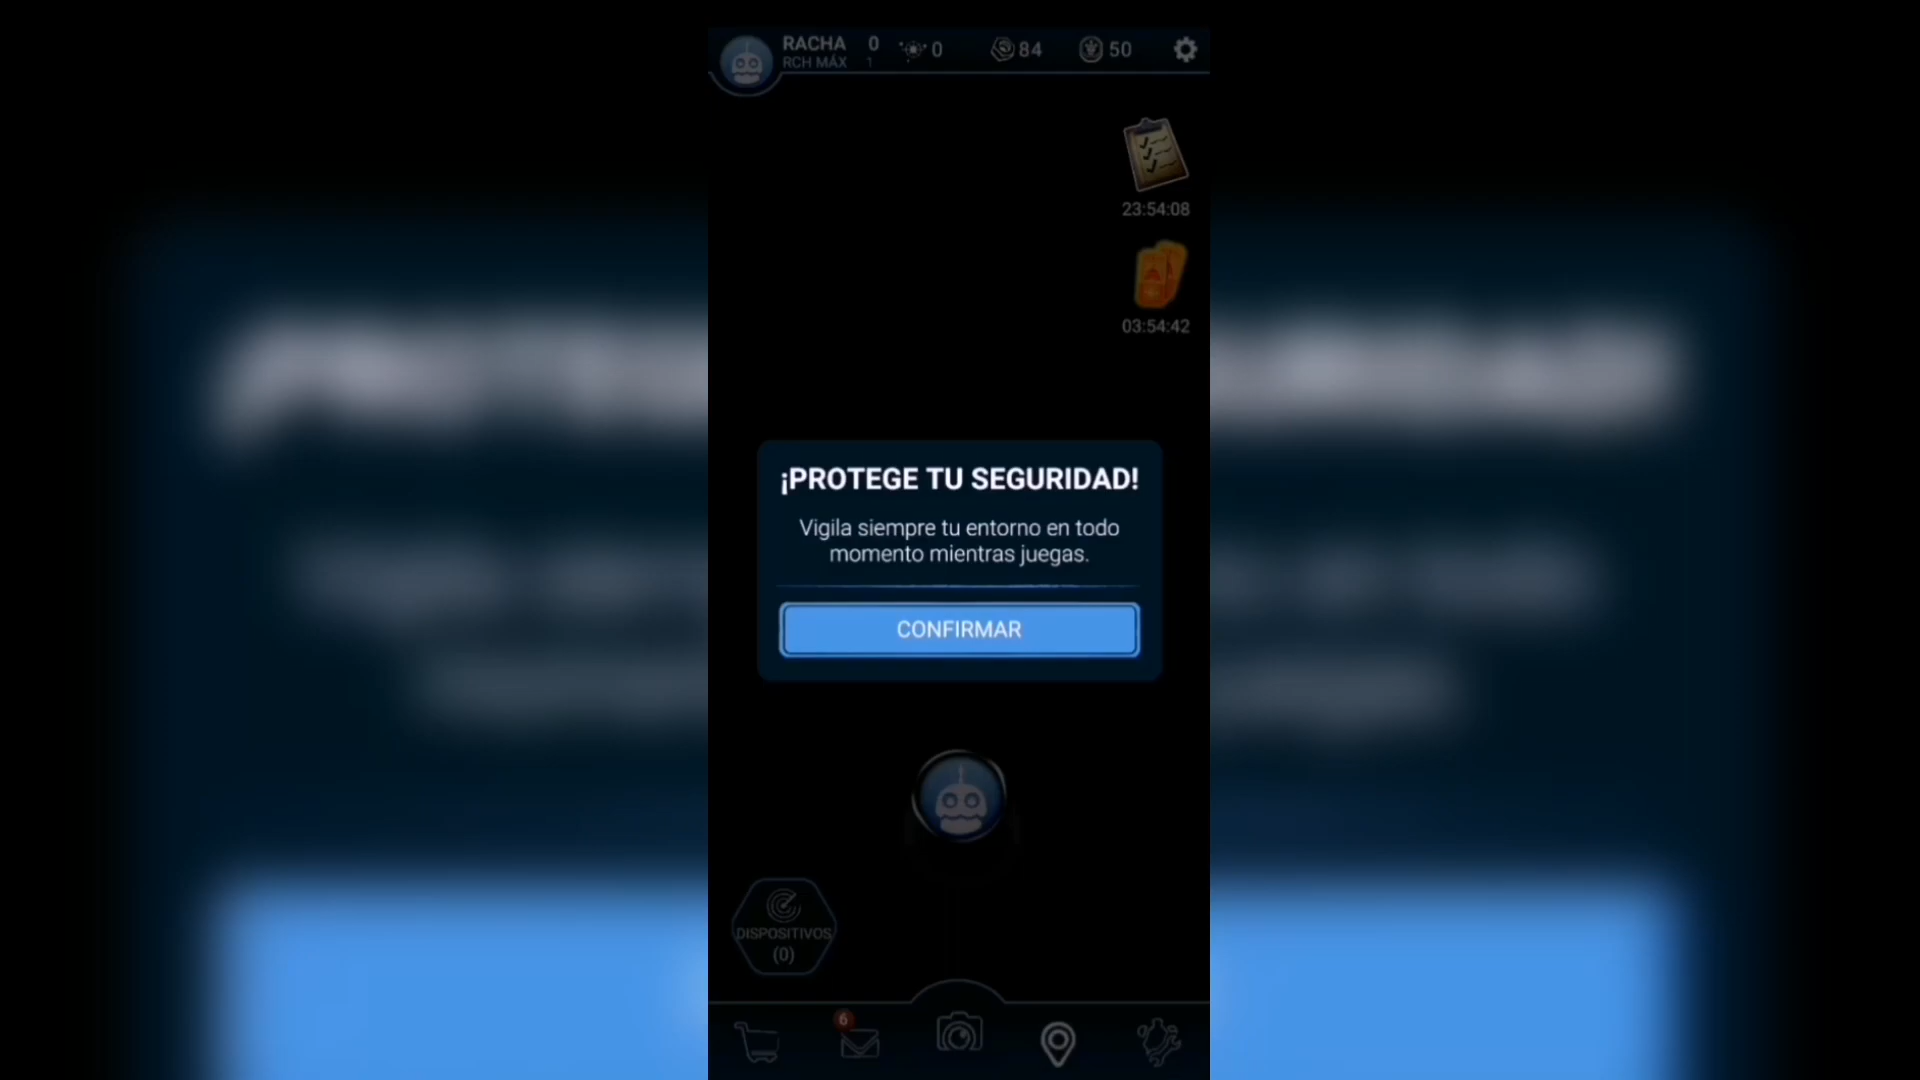 RACHA 0
RCH MÁX 1
0
84
50
23:54:08
03:54:42
¡PROTEGE TU SEGURIDAD!
Vigila siempre tu entorno en todo
momento mientras juegas.
CONFIRMAR
DISPOSITIVOS
(0)
6